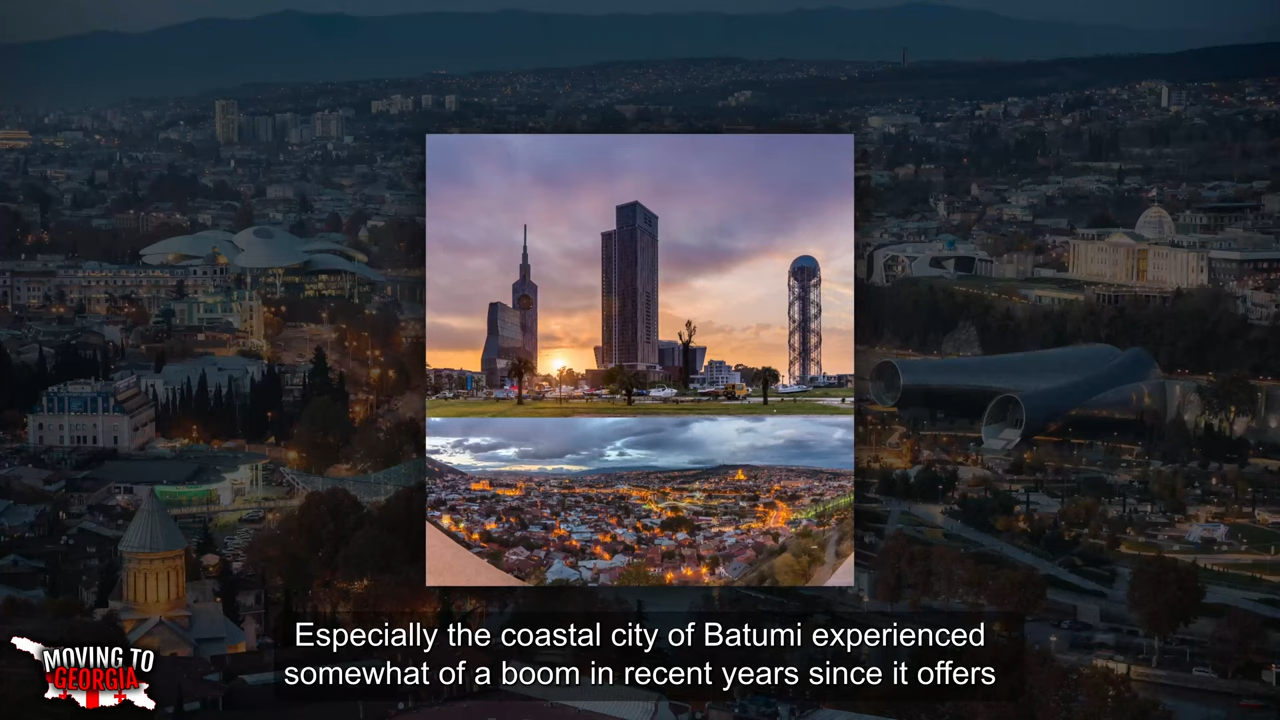 Especially the coastal city of Batumi experienced
somewhat of a boom in recent years since it offers
MOVING TO
GEORGIA